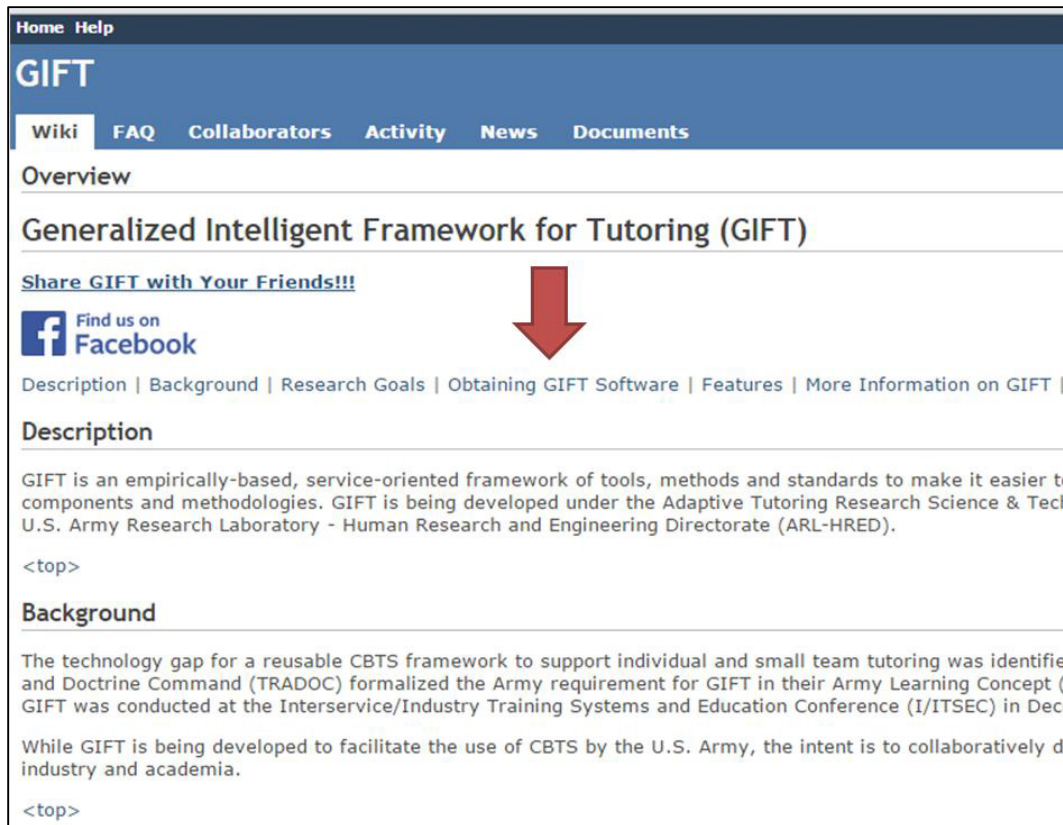 Home Help
GIFT
Wiki FAQ Collaborators Activity News Documents
Overview
Generalized Intelligent Framework for Tutoring (GIFT)
Share GIFT with Your Friends!!!
Find us on
Facebook
Description | Background | Research Goals | Obtaining GIFT Software | Features | More Information on GIFT |
Description
GIFT is an empirically-based, service-oriented framework of tools, methods and standards to make it easier
components and methodologies. GIFT is being developed under the Adaptive Tutoring Research Science &
U.S. Army Research Laboratory - Human Research and Engineering Directorate (ARL-HRED).
<top>
Background
The technology gap for a reusable CBTS framework to support individual and small team tutoring was
and Doctrine Command (TRADOC) formalized the Army requirement for GIFT in their Army Learning Concept (
GIFT was conducted at the Interservice/Industry Training Systems and Education Conference (I/ITSEC) in
While GIFT is being developed to facilitate the use of CBTS by the U.S. Army, the intent is to collaboratively
industry and academia.
<top>